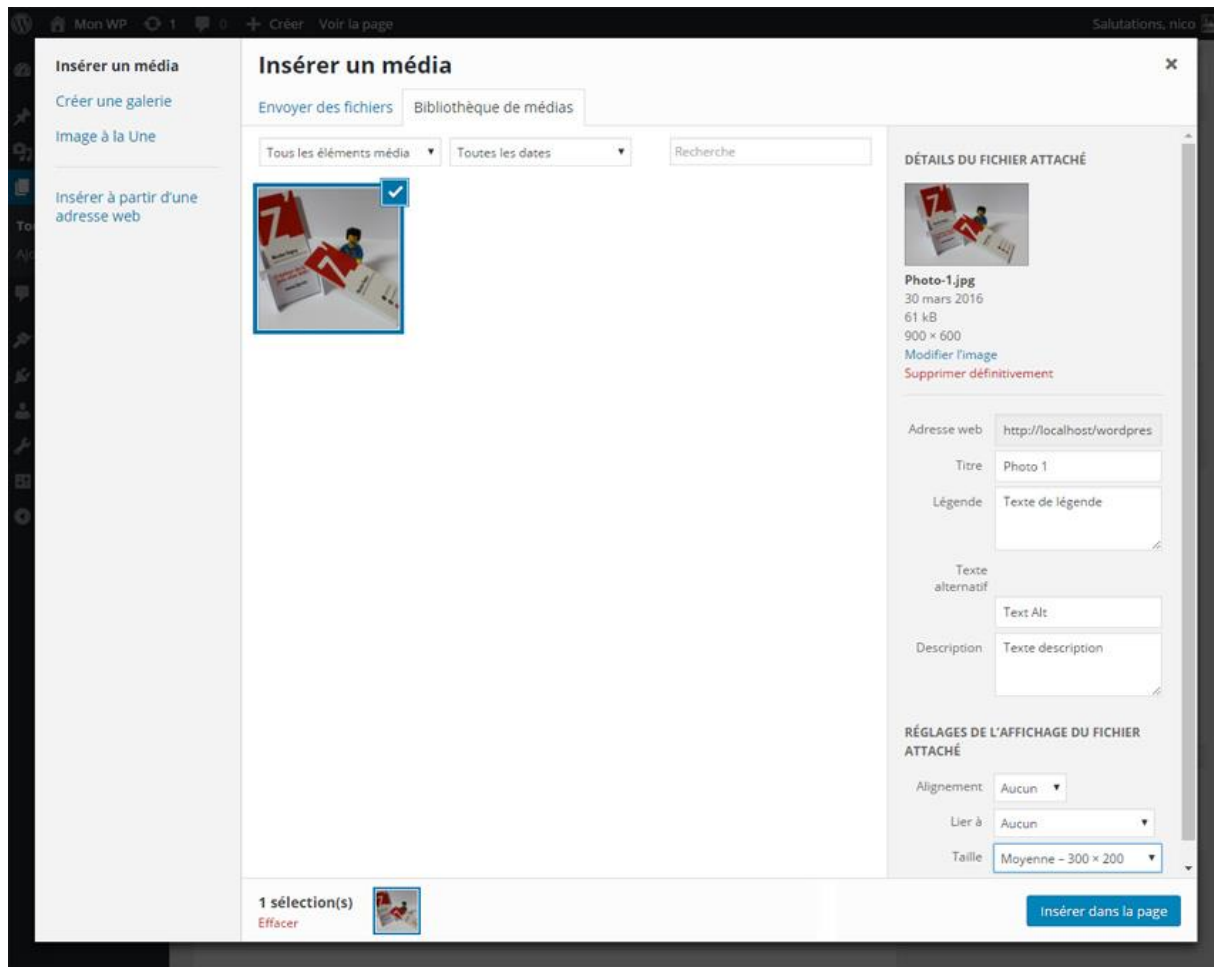 Mon WP 1 0 + Créer Voir la page Salutations, nico
Insérer un média
Créer une galerie
Image à la Une
Insérer à partir d'une
adresse web
Insérer un média
Envoyer des fichiers Bibliothèque de médias
Tous les éléments média Toutes les dates Recherche
DÉTAILS DU FICHIER ATTACHÉ
Photo-1.jpg
30 mars 2016
61 kB
900 × 600
Modifier l'image
Supprimer définitivement
Adresse web http://localhost/wordpres
Titre Photo 1
Légende Texte de légende
Texte
alternatif
Text Alt
Description Texte description
RÉGLAGES DE L'AFFICHAGE DU FICHIER
ATTACHÉ
Alignement Aucun
Lier à Aucun
Taille Moyenne – 300 × 200
1 sélection(s)
Effacer
Insérer dans la page